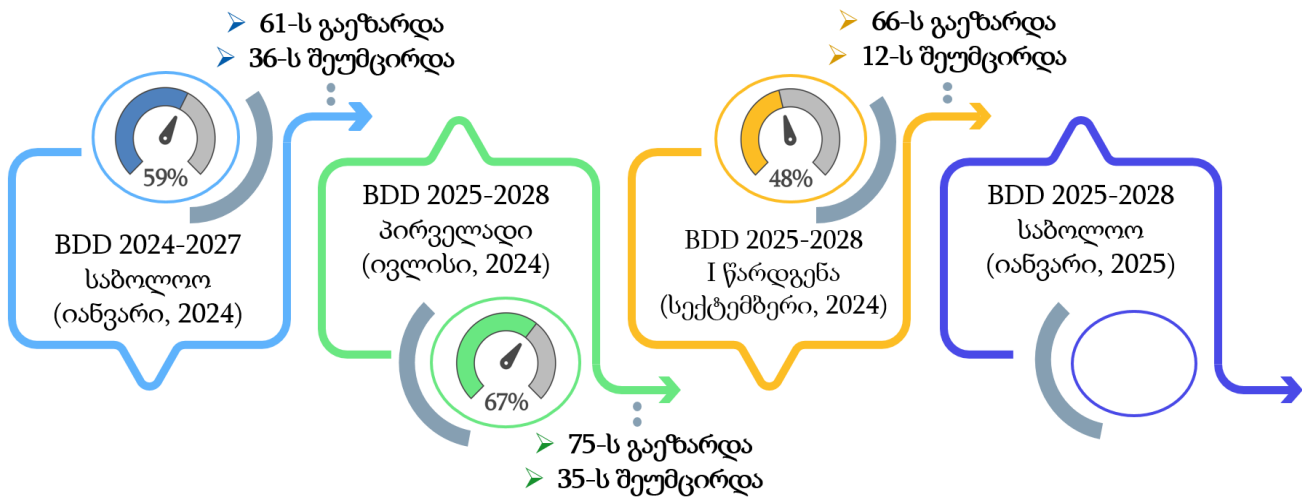 61-ს გაეზარდა
36-ს შეუმცირდა
59%
BDD 2024-2027
საბოლოო
(იანვარი, 2024)
BDD 2025-2028
პირველადი
(ივლისი, 2024)
67%
75-ს გაეზარდა
35-ს შეუმცირდა
66-ს გაეზარდა
12-ს შეუმცირდა
48%
BDD 2025-2028
I წარდგენა
(სექტემბერი, 2024)
BDD 2025-2028
საბოლოო
(იანვარი, 2025)